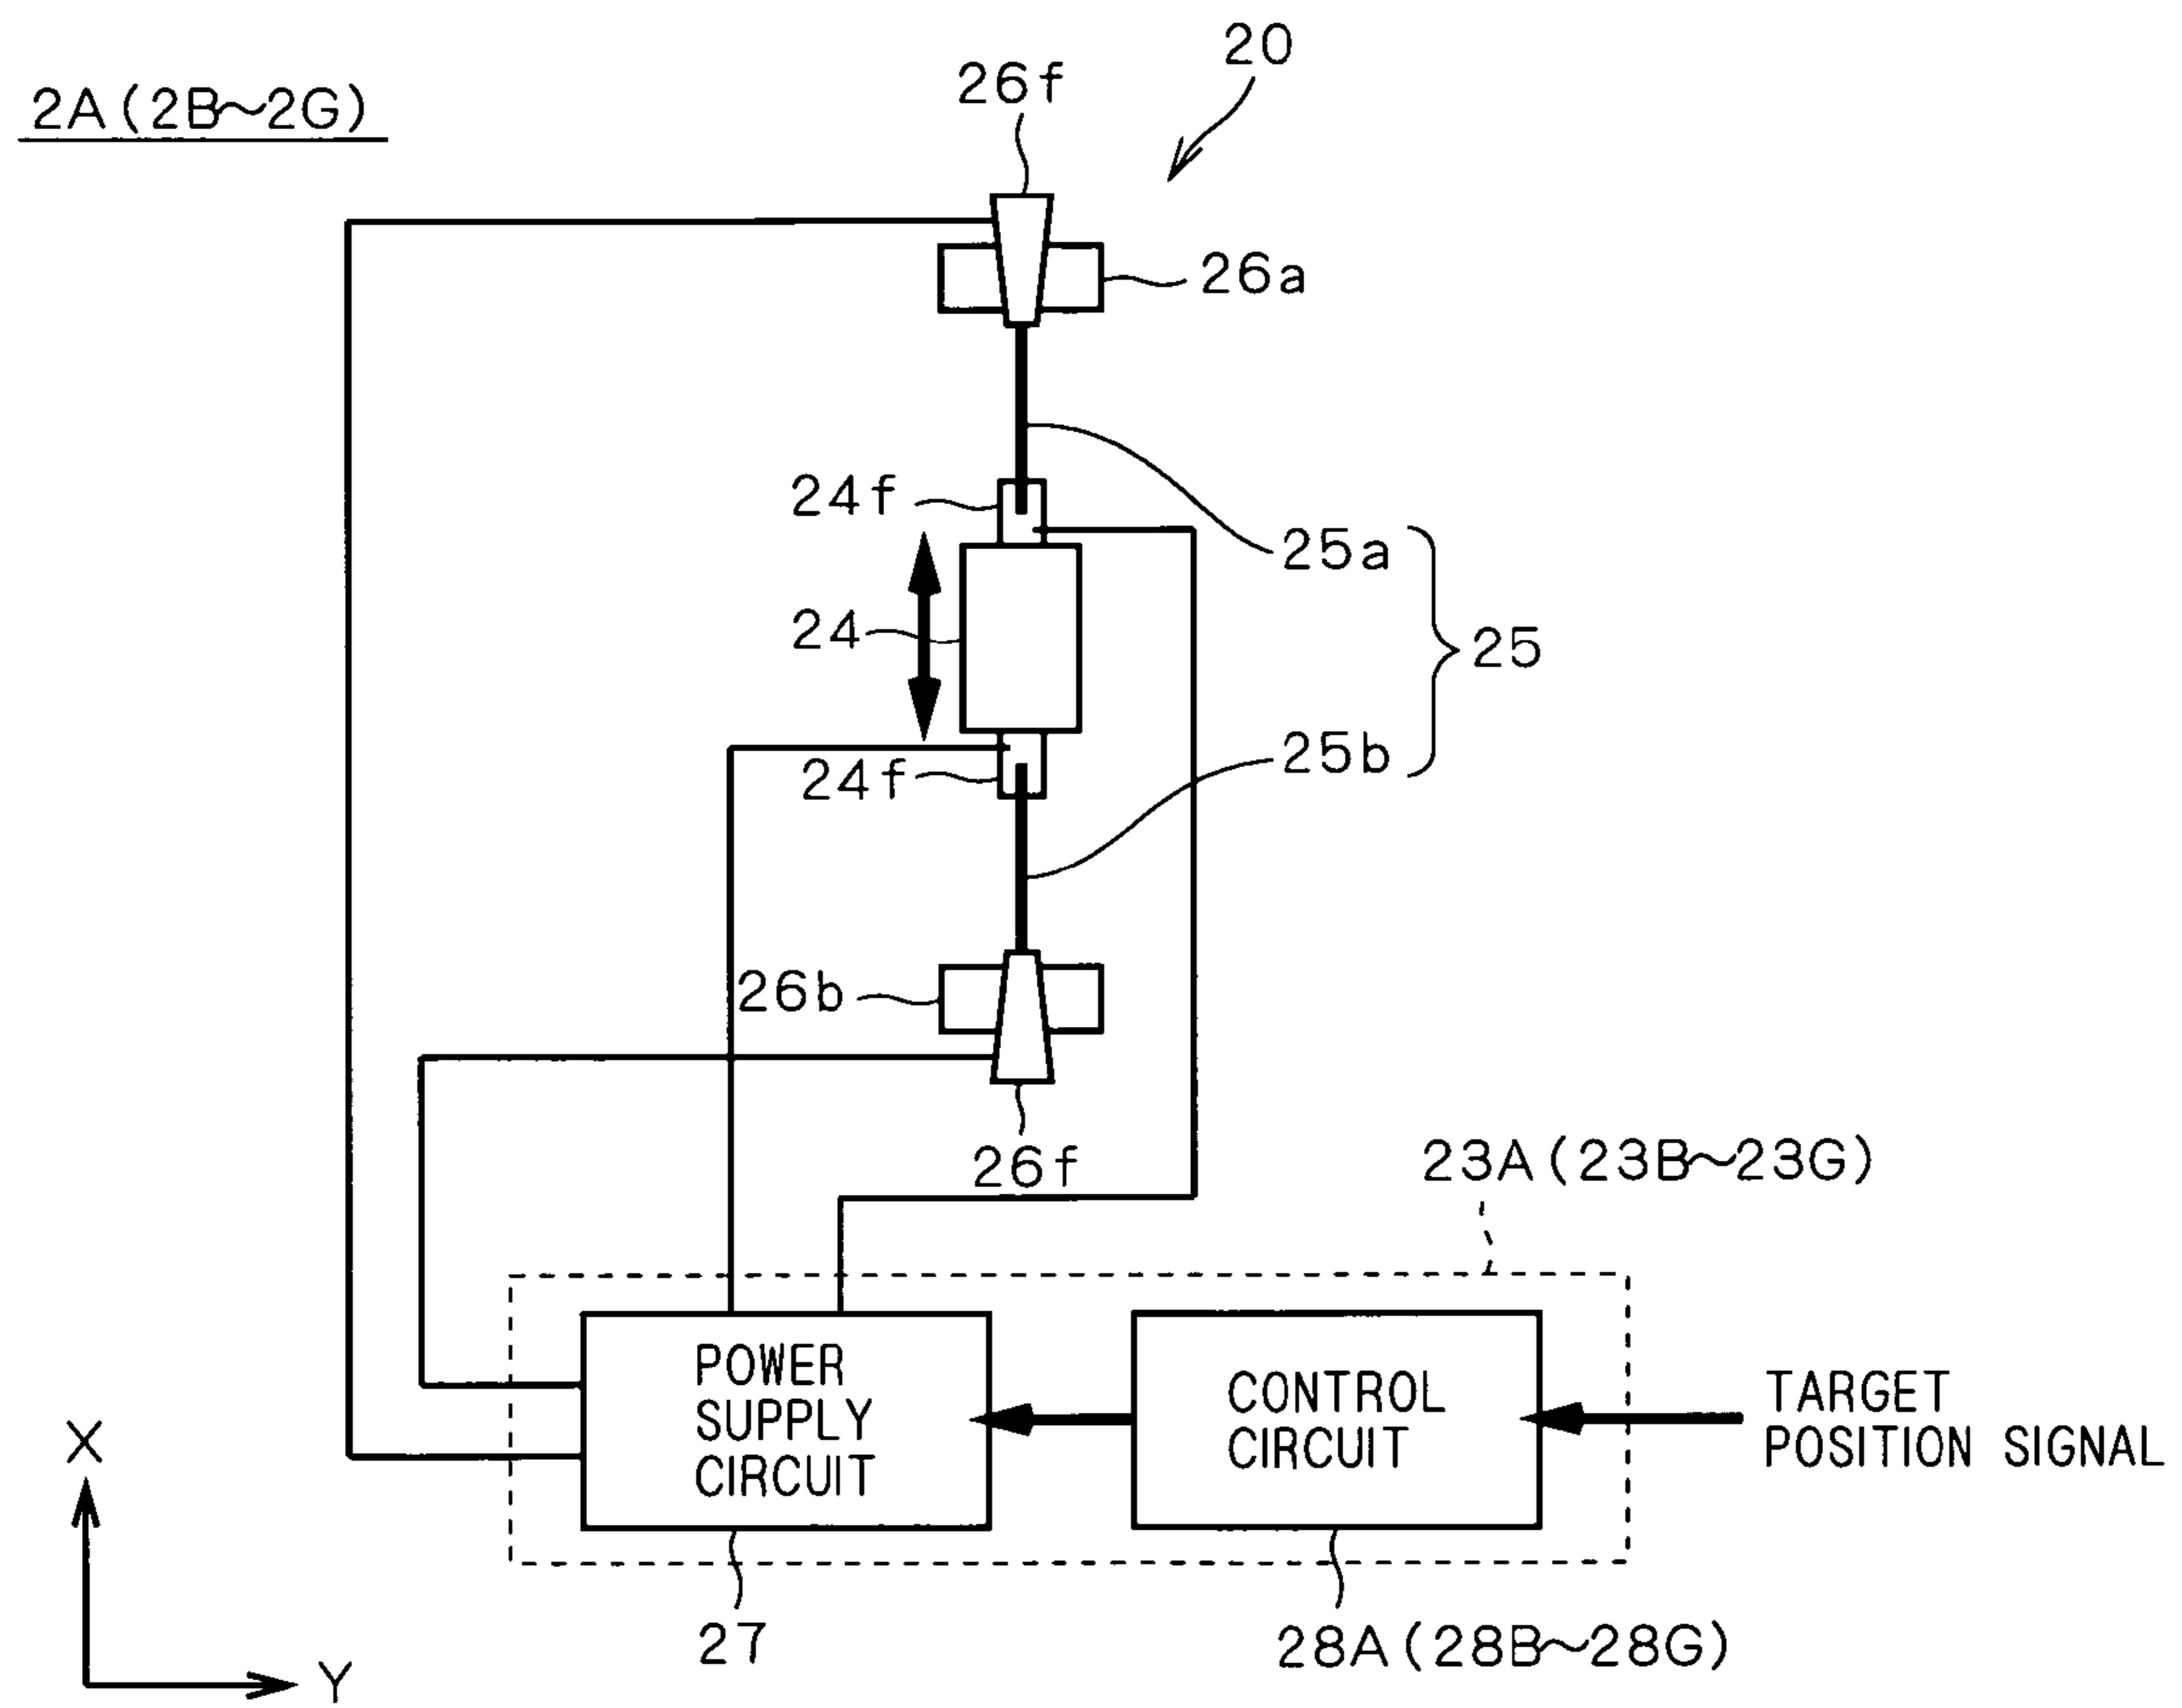 20
26f
2A(2B～2G)
26a
24f
25a
24
25
25b
24f
26b
26f
23A(23B～23G)
POWER
SUPPLY
CIRCUIT
CONTROL
CIRCUIT
TARGET
POSITION SIGNAL
X
27
28A(28B～28G)
Y